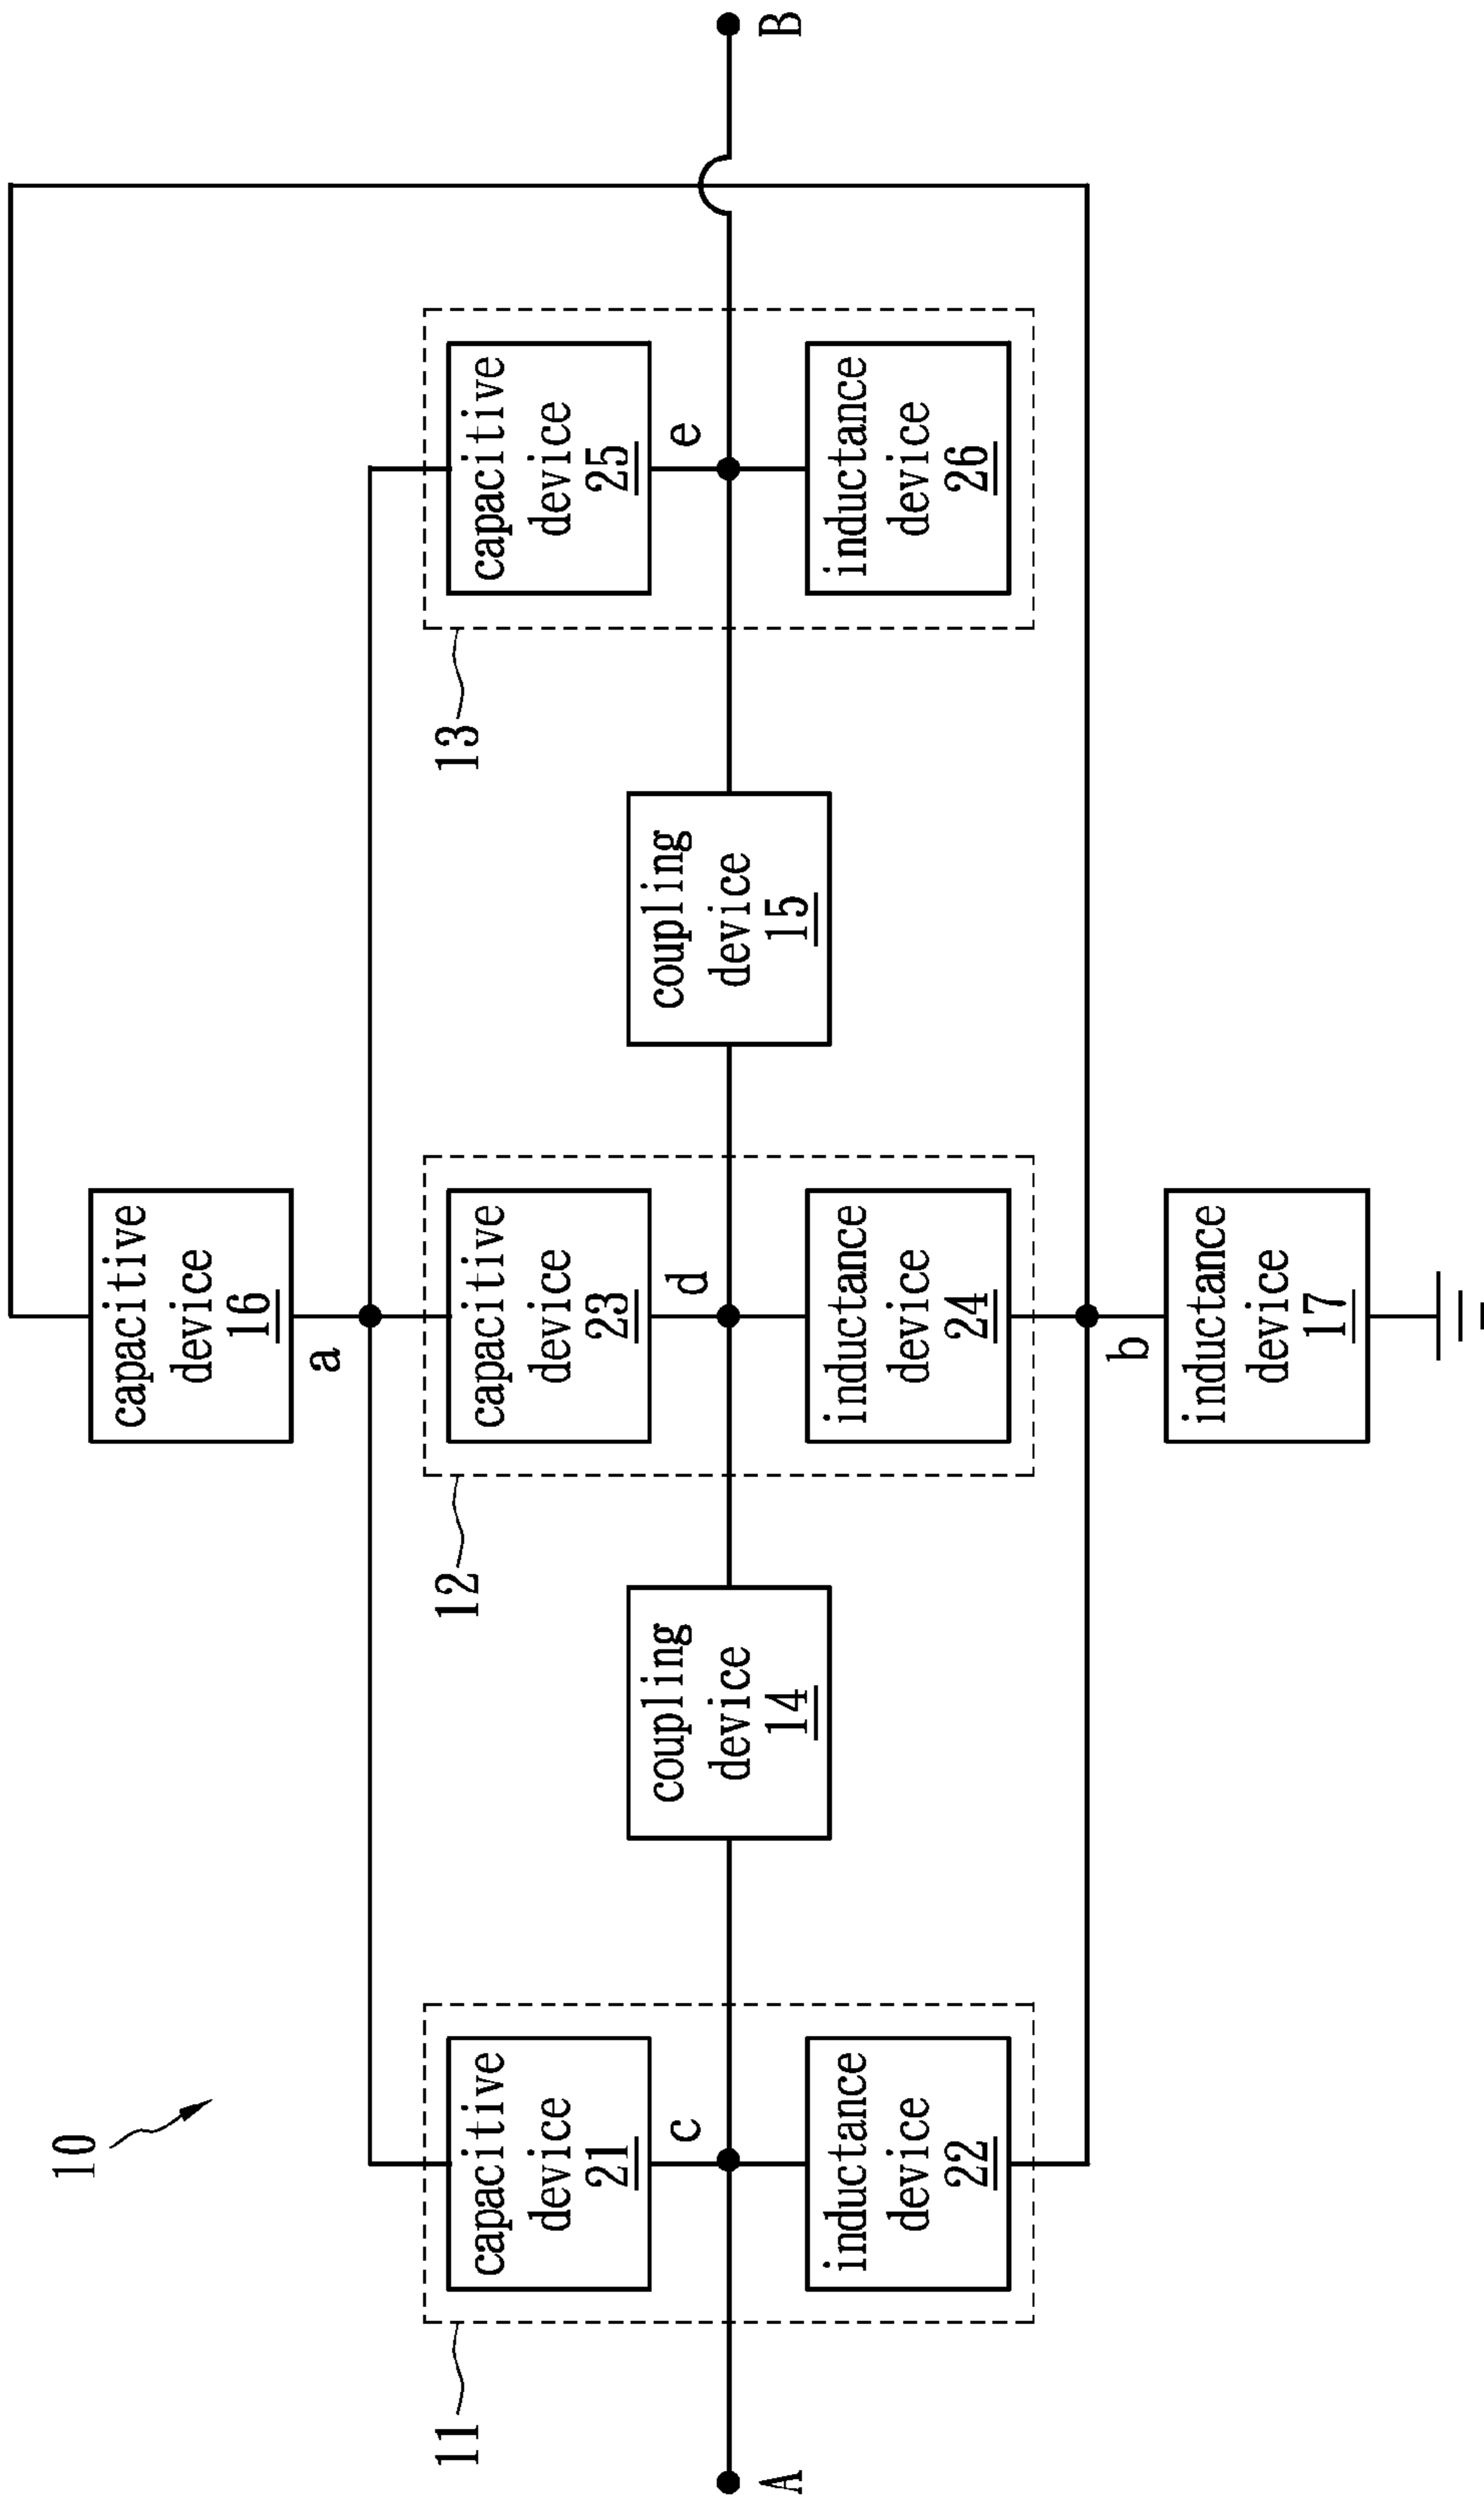 10
capacitive
device
16
a
11
12
13
capacitive
device
21
capacitive
device
23
capacitive
device
25
c
d
e
A
coupling
device
14
coupling
device
15
B
inductance
device
22
inductance
device
24
inductance
device
26
b
inductance
device
17